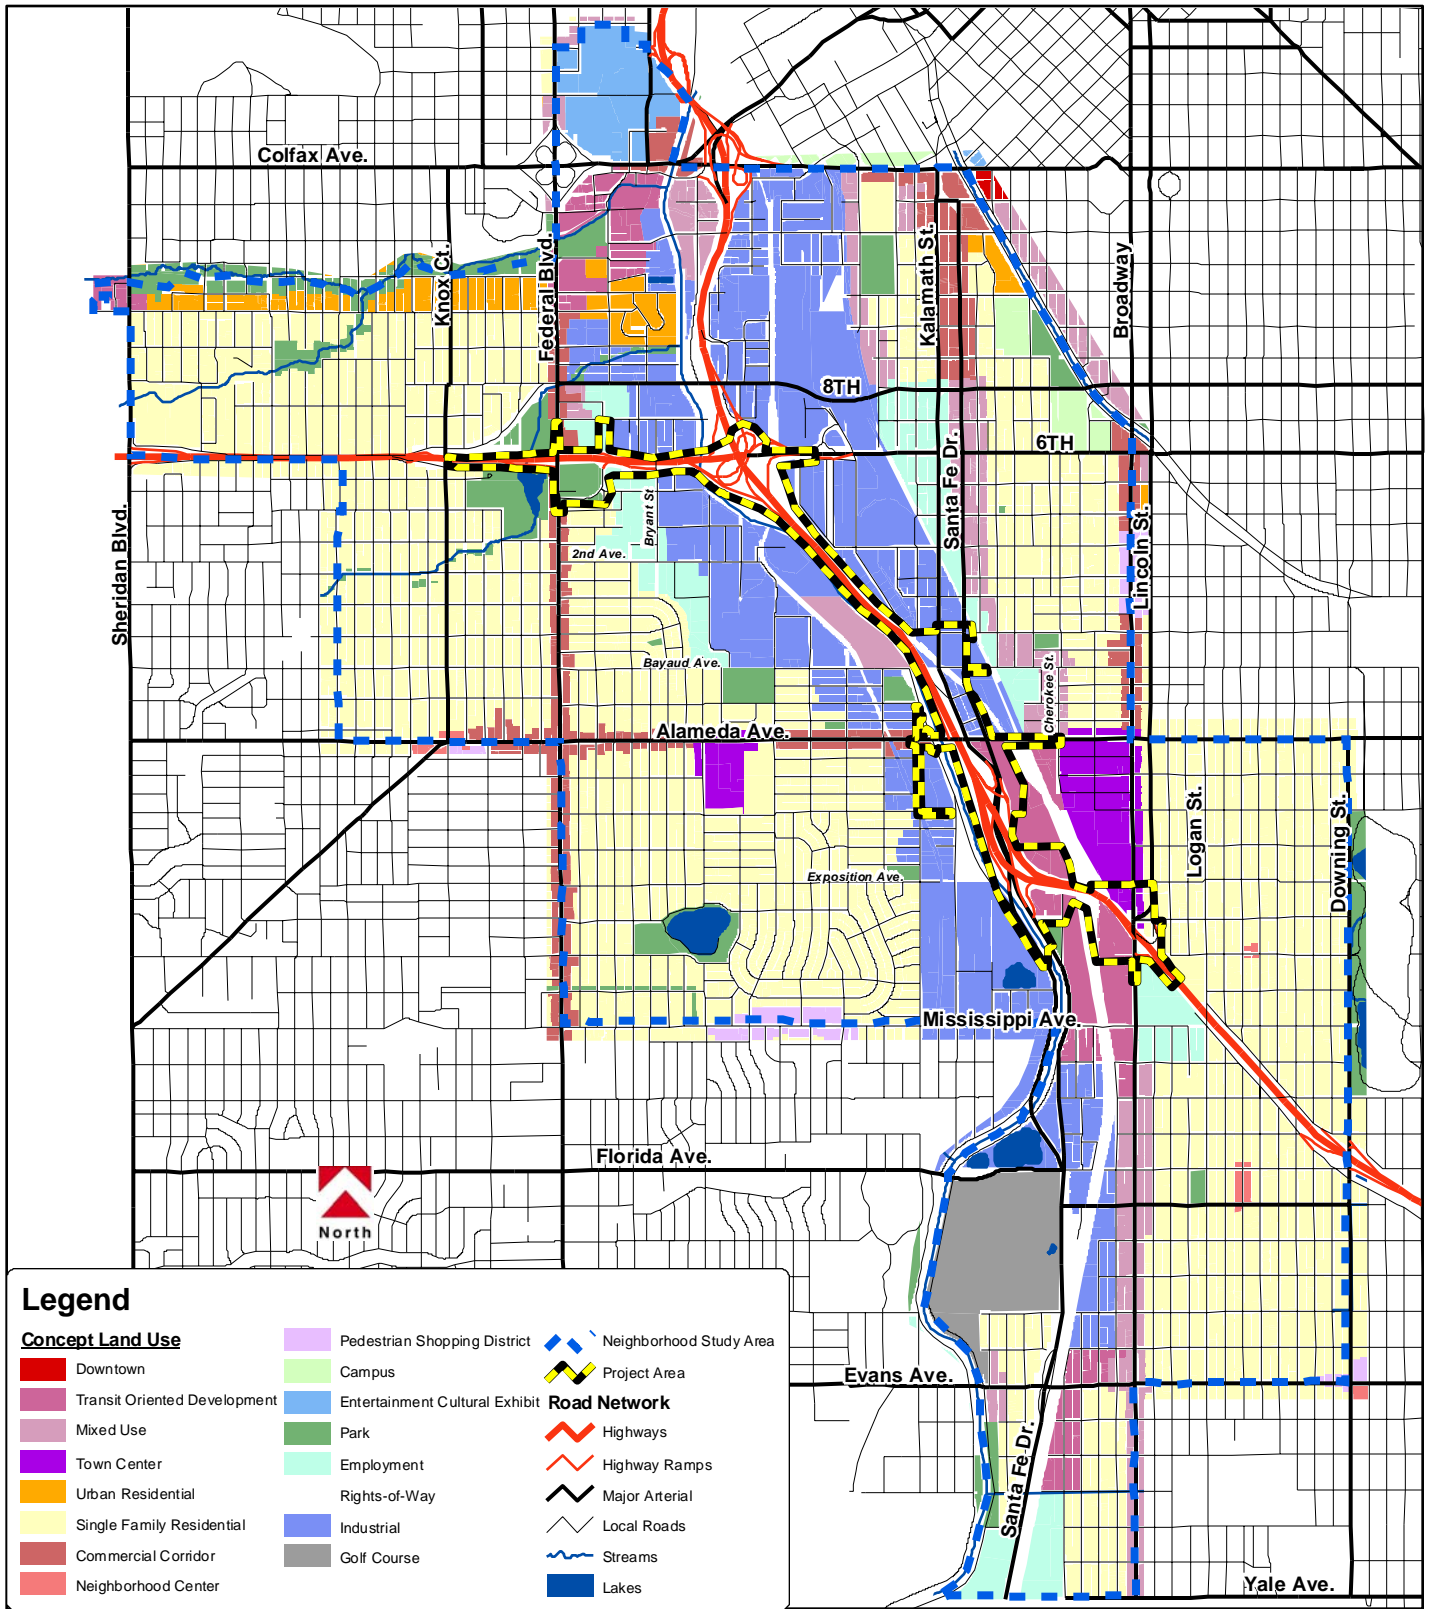 Colfax Ave.
Knox Ct.
Federal Blvd.
Kalamath St.
Broadway
8TH
6TH
Santa Fe Dr.
Bryant St
2nd Ave.
Sheridan Blvd.
Lincoln St.
Bayaud Ave.
Cherokee St.
Alameda Ave.
Logan St.
Downing St.
Exposition Ave.
Mississippi Ave.
Florida Ave.
North
Evans Ave.
Santa Fe Dr.
Yale Ave.
Legend
Concept Land Use
Downtown
Transit Oriented Development
Mixed Use
Town Center
Urban Residential
Single Family Residential
Commercial Corridor
Neighborhood Center
Pedestrian Shopping District
Campus
Entertainment Cultural Exhibit
Park
Employment
Rights-of-Way
Industrial
Golf Course
Neighborhood Study Area
Project Area
Road Network
Highways
Highway Ramps
Major Arterial
Local Roads
Streams
Lakes